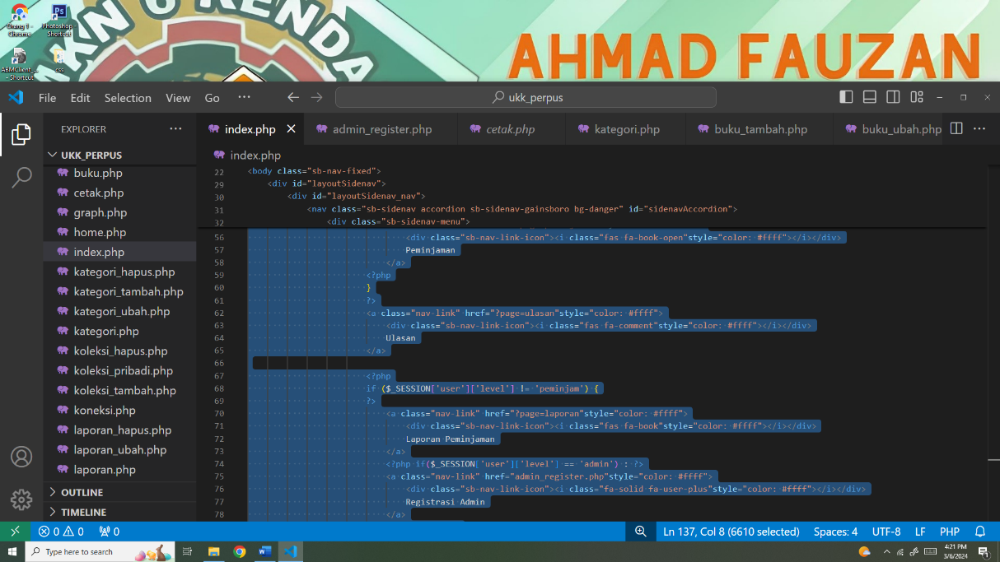 KN O RENDA
AHMAD FAUZAN
Chrome
Photoshop - Shortcut
ABMClient_... - Shortcut
css
File Edit Selection View Go ··· ukk_perpus
EXPLORER ···
index.php admin_register.php cetak.php kategori.php buku_tambah.php buku_ubah.php ···
UKK_PERPUS
index.php
buku.php
cetak.php
graph.php
home.php
index.php
kategori_hapus.php
kategori_tambah.php
kategori_ubah.php
kategori.php
koleksi_hapus.php
koleksi_pribadi.php
koleksi_tambah.php
koneksi.php
laporan_hapus.php
laporan_ubah.php
laporan.php
OUTLINE
TIMELINE
22 <body class="sb-nav-fixed">
29 <div id="layoutSidenav">
30 <div id="layoutSidenav_nav">
31 <nav class="sb-sidenav accordion sb-sidenav-gainsboro bg-danger" id="sidenavAccordion">
32 <div class="sb-sidenav-menu">
56 <div class="sb-nav-link-icon"><i class="fas fa-book-open"style="color: #ffff"></i></div>
57 Peminjaman
58 </a>
59 <?php
60 }
61 ?>
62 <a class="nav-link" href="?page=ulasan"style="color: #ffff">
63 <div class="sb-nav-link-icon"><i class="fas fa-comment"style="color: #ffff"></i></div>
64 Ulasan
65 </a>
66
67 <?php
68 if ($_SESSION['user']['level'] != 'peminjam') {
69 ?>
70 <a class="nav-link" href="?page=laporan"style="color: #ffff">
71 <div class="sb-nav-link-icon"><i class="fas fa-book"style="color: #ffff"></i></div>
72 Laporan Peminjaman
73 </a>
74 <?php if($_SESSION['user']['level'] == 'admin') : ?>
75 <a class="nav-link" href="admin_register.php"style="color: #ffff">
76 <div class="sb-nav-link-icon"><i class="fa-solid fa-user-plus"style="color: #ffff"></i></div>
77 Registrasi Admin
78 </a>
0 0 0 Ln 137, Col 8 (6610 selected) Spaces: 4 UTF-8 LF PHP
Type here to search
4:21 PM
3/6/2024
1